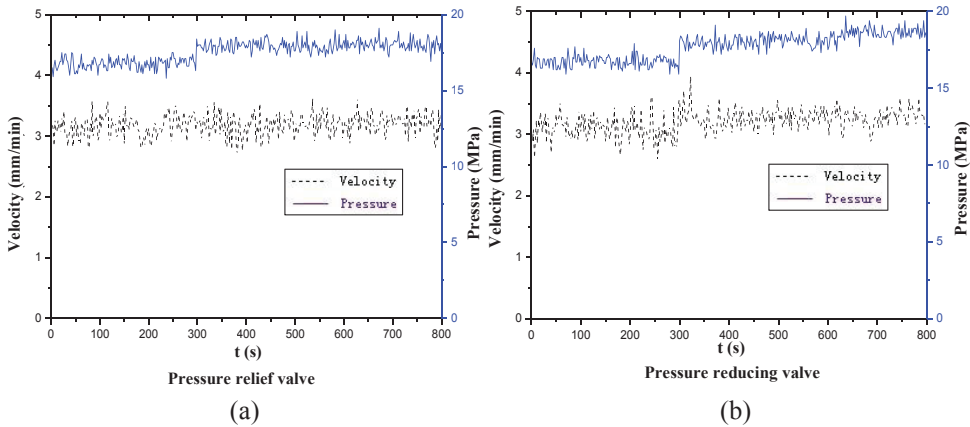 5
4
3
2
1
0
Velocity (mm/min)
20
15
10
5
0
Pressure (MPa)
Velocity
Pressure
0 100 200 300 400 500 600 700 800
t (s)
Pressure relief valve
(a)
5
4
3
2
1
0
Velocity (mm/min)
20
15
10
5
0
Pressure (MPa)
Velocity
Pressure
0 100 200 300 400 500 600 700 800
t (s)
Pressure reducing valve
(b)